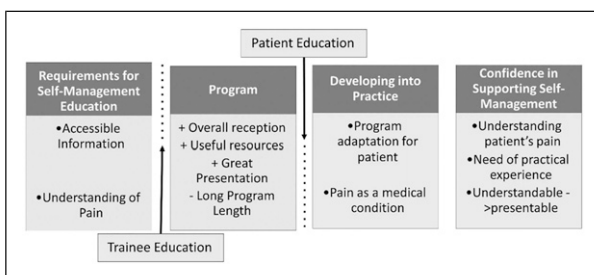 Patient Education
Requirements for
Self-Management
Education
•Accessible
Information
•Understanding of
Pain
Program
+ Overall reception
+ Useful resources
+ Great
Presentation
- Long Program
Length
Developing into
Practice
•Program
adaptation for
patient
•Pain as a medical
condition
Confidence in
Supporting Self-
Management
•Understanding
patient's pain
•Need of practical
experience
•Understandable -
>presentable
Trainee Education